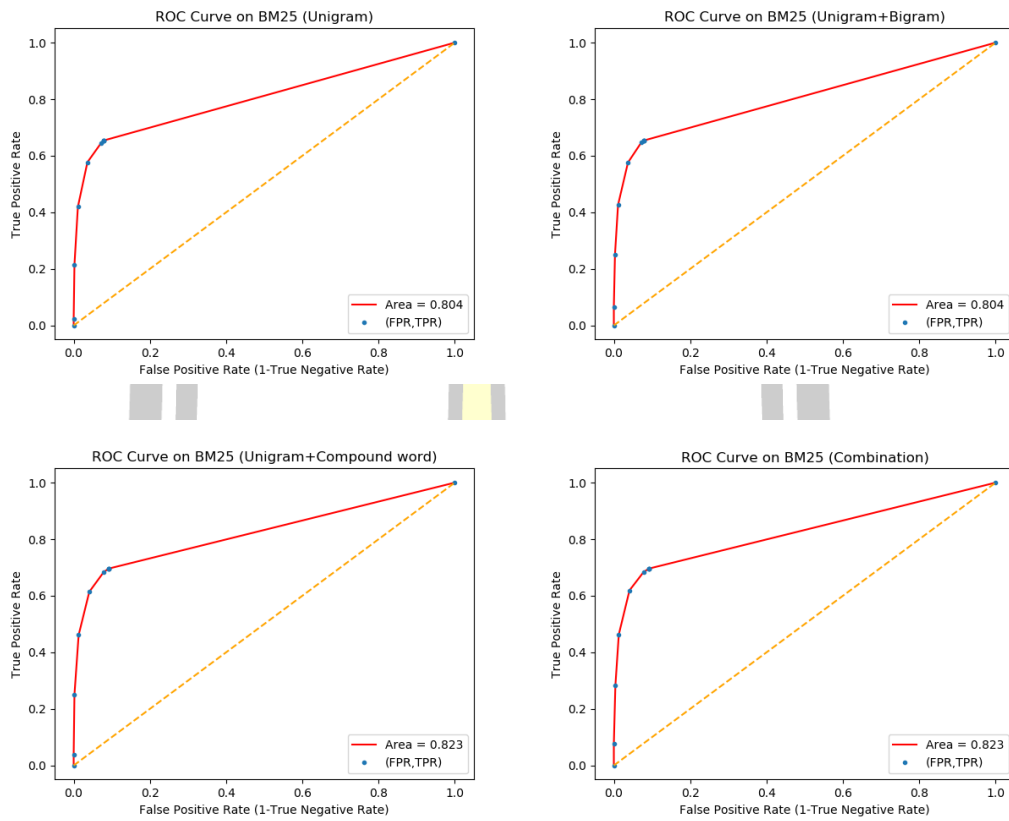 ROC Curve on BM25 (Unigram)
1.0
0.8
0.6
0.4
0.2
0.0
True Positive Rate
Area = 0.804
(FPR,TPR)
0.0 0.2 0.4 0.6 0.8 1.0
False Positive Rate (1-True Negative Rate)
ROC Curve on BM25 (Unigram+Bigram)
1.0
0.8
0.6
0.4
0.2
0.0
True Positive Rate
Area = 0.804
(FPR,TPR)
0.0 0.2 0.4 0.6 0.8 1.0
False Positive Rate (1-True Negative Rate)
ROC Curve on BM25 (Unigram+Compound word)
1.0
0.8
0.6
0.4
0.2
0.0
True Positive Rate
Area = 0.823
(FPR,TPR)
0.0 0.2 0.4 0.6 0.8 1.0
False Positive Rate (1-True Negative Rate)
ROC Curve on BM25 (Combination)
1.0
0.8
0.6
0.4
0.2
0.0
True Positive Rate
Area = 0.823
(FPR,TPR)
0.0 0.2 0.4 0.6 0.8 1.0
False Positive Rate (1-True Negative Rate)